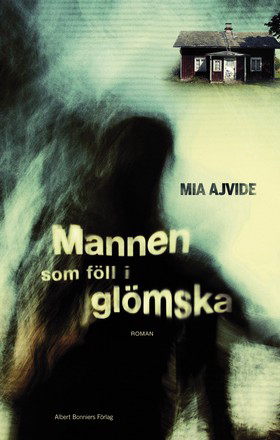 MIA AJVIDE
Mannen
som föll i
glömska
ROMAN
Albert Bonniers Förlag